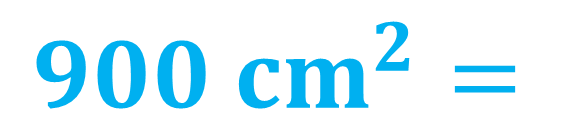 900 cm² =